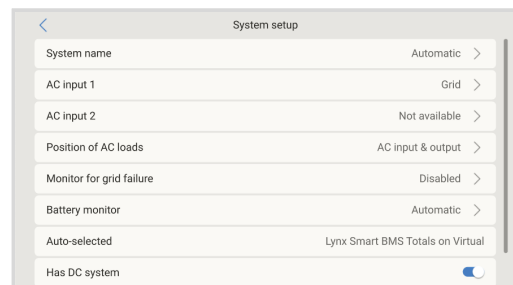 System setup
System name Automatic
AC input 1 Grid
AC input 2 Not available
Position of AC loads AC input & output
Monitor for grid failure Disabled
Battery monitor Automatic
Auto-selected Lynx Smart BMS Totals on Virtual
Has DC system